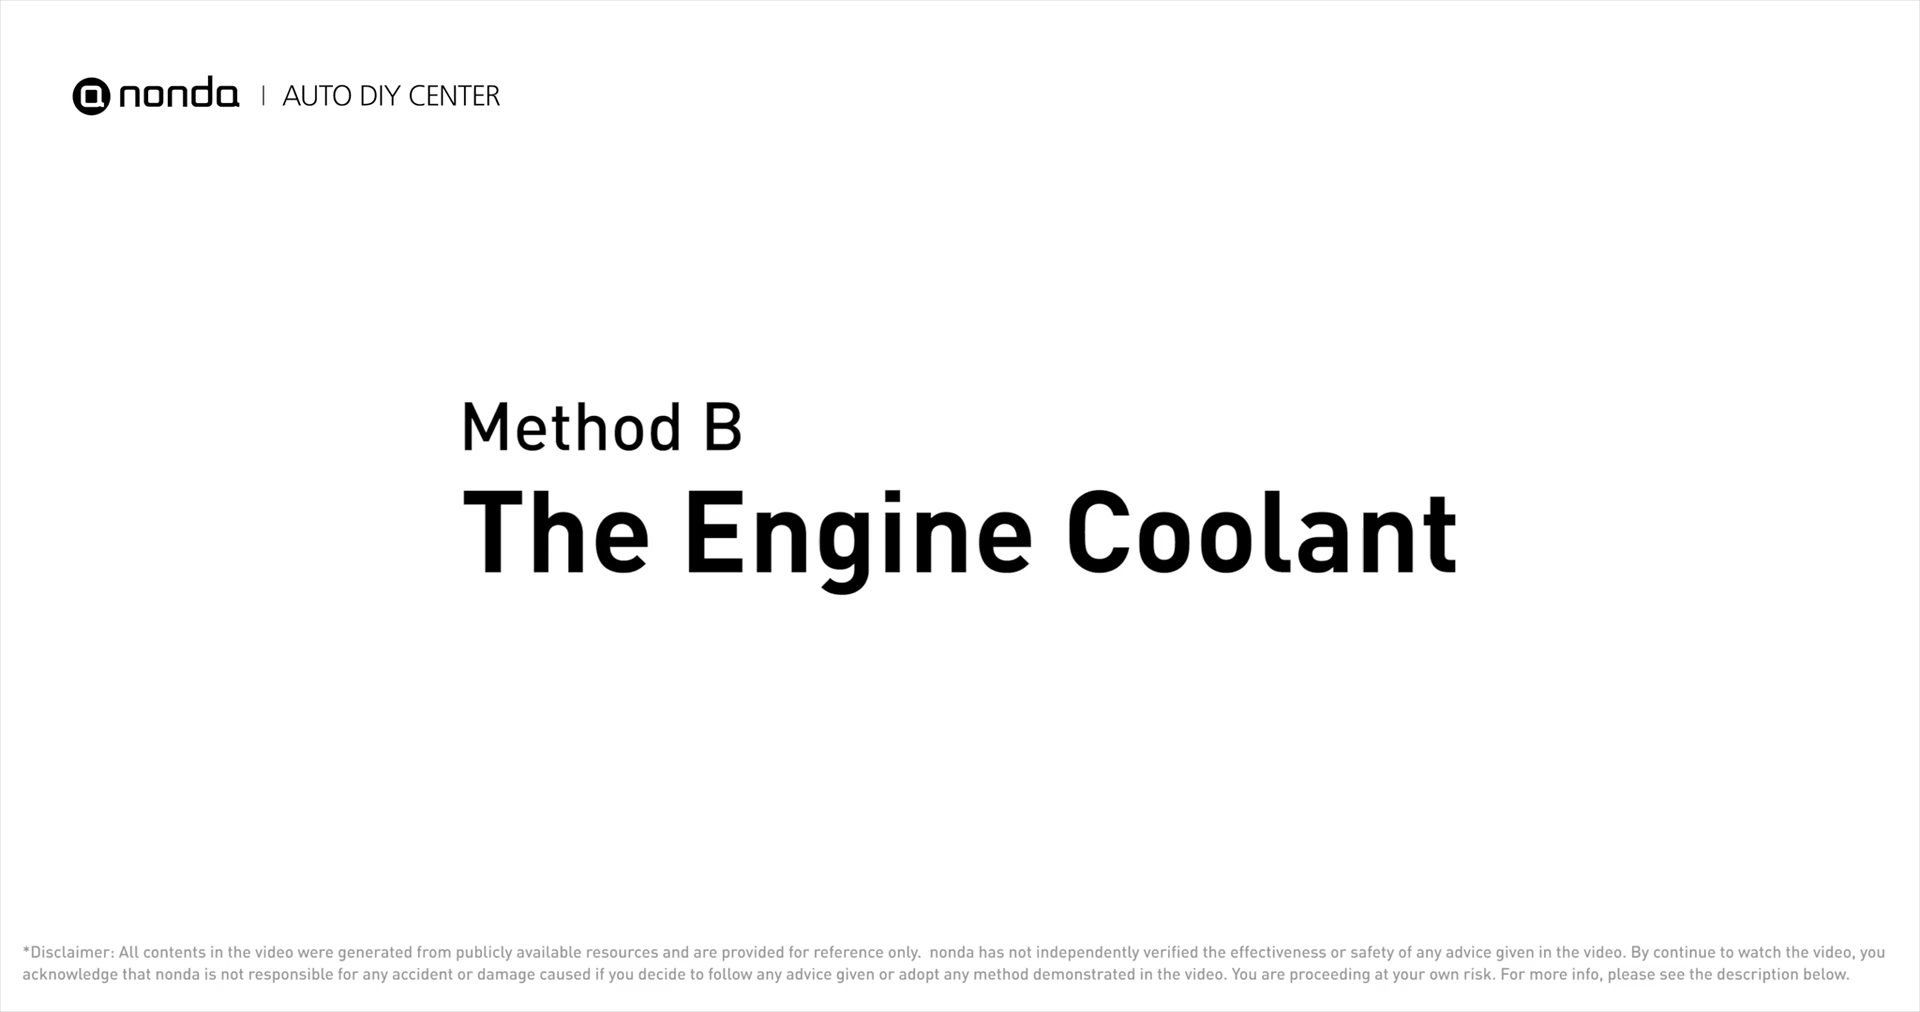 nonda | AUTO DIY CENTER
Method B
The Engine Coolant
*Disclaimer: All contents in the video were generated from publicly available resources and are provided for reference only.  nonda has not independently verified the effectiveness or safety of any advice given in the video. By continue to watch the video, you
acknowledge that nonda is not responsible for any accident or damage caused if you decide to follow any advice given or adopt any method demonstrated in the video. You are proceeding at your own risk. For more info, please see the description below.